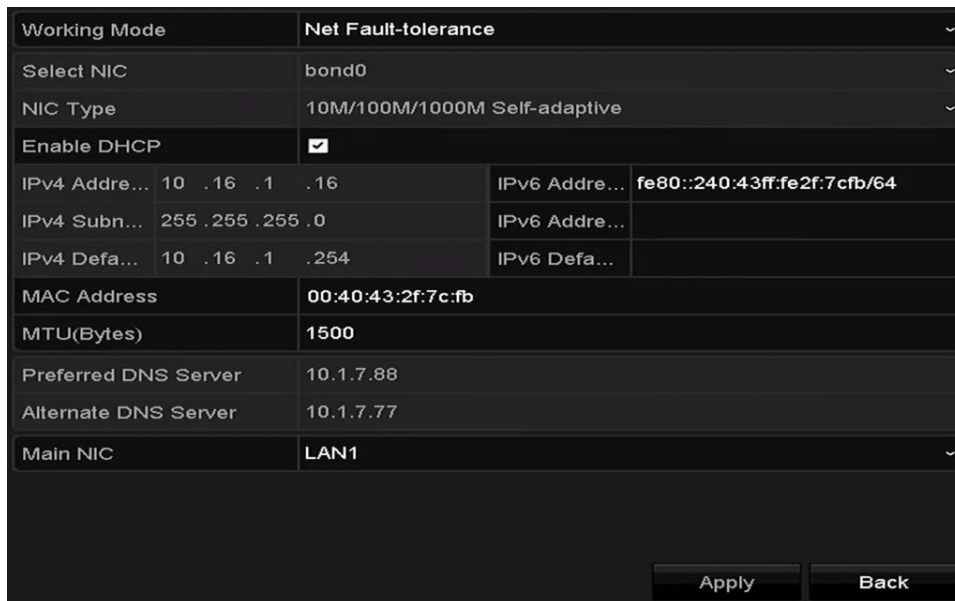 Working Mode Net Fault-tolerance
Select NIC bond0
NIC Type 10M/100M/1000M Self-adaptive
Enable DHCP
IPv4 Addre... 10 .16 .1 .16 IPv6 Addre... fe80::240:43ff:fe2f:7cfb/64
IPv4 Subn... 255 .255 .255 .0 IPv6 Addre...
IPv4 Defa... 10 .16 .1 .254 IPv6 Defa...
MAC Address 00:40:43:2f:7c:fb
MTU(Bytes) 1500
Preferred DNS Server 10.1.7.88
Alternate DNS Server 10.1.7.77
Main NIC LAN1
Apply Back